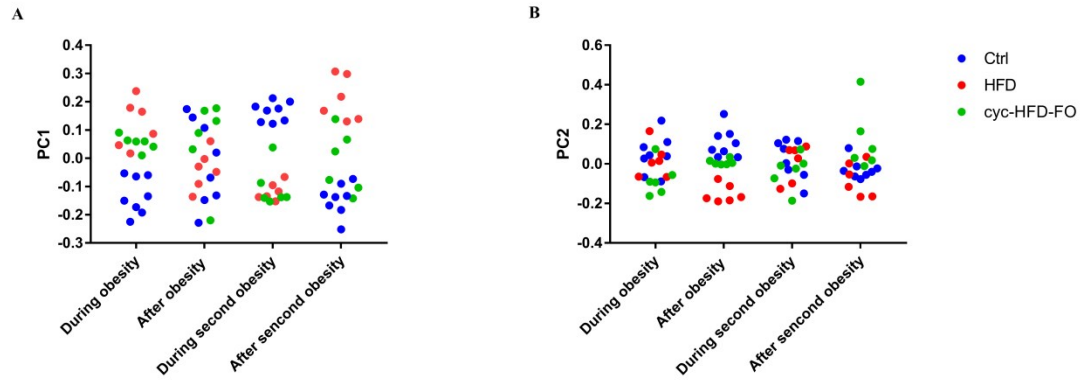 A
PC1
0.4
0.3
0.2
0.1
0.0
-0.1
-0.2
-0.3
During obesity
After obesity
During second obesity
After sencond obesity
B
PC2
0.6
0.4
0.2
0.0
-0.2
-0.4
During obesity
After obesity
During second obesity
After sencond obesity
Ctrl
HFD
cyc-HFD-FO